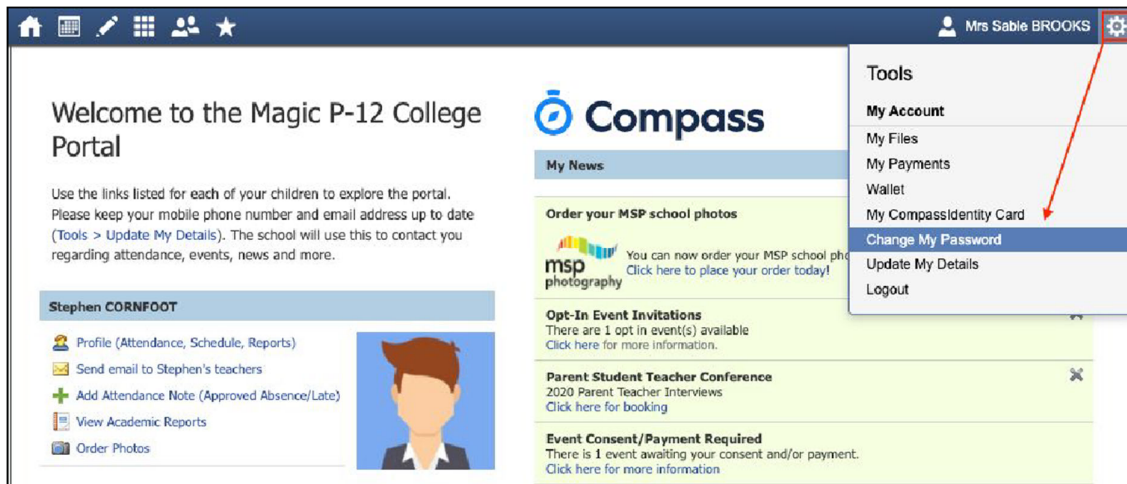 Mrs Sable BROOKS
Welcome to the Magic P-12 College
Portal
Use the links listed for each of your children to explore the portal.
Please keep your mobile phone number and email address up to date
(Tools > Update My Details). The school will use this to contact you
regarding attendance, events, news and more.
Stephen CORNFOOT
Profile (Attendance, Schedule, Reports)
Send email to Stephen's teachers
Add Attendance Note (Approved Absence/Late)
View Academic Reports
Order Photos
Compass
My News
Order your MSP school photos
msp
photography
You can now order your MSP school
Click here to place your order today!
Opt-In Event Invitations
There are 1 opt in event(s) available
Click here for more information.
Parent Student Teacher Conference
2020 Parent Teacher Interviews
Click here for booking
Event Consent/Payment Required
There is 1 event awaiting your consent and/or payment.
Click here for more information
Tools
My Account
My Files
My Payments
Wallet
My CompassIdentity Card
Change My Password
Update My Details
Logout